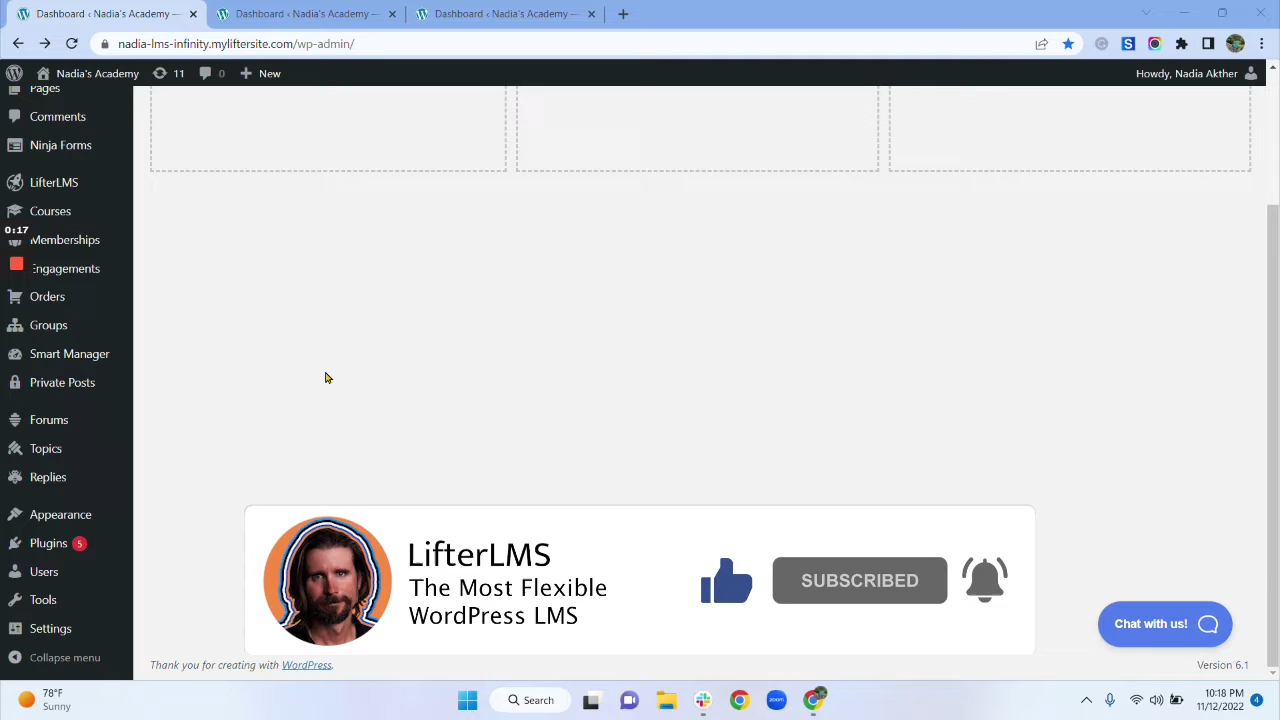 Dashboard ‹ Nadia's Academy —
Dashboard ‹ Nadia's Academy —
Dashboard ‹ Nadia's Academy —
nadia-lms-infinity.myliftersite.com/wp-admin/
Nadia's Academy
11
0
New
Howdy, Nadia Akther
Pages
Comments
Ninja Forms
LifterLMS
Courses
0:17
Memberships
Engagements
Orders
Groups
Smart Manager
Private Posts
Forums
Topics
Replies
Appearance
Plugins 5
Users
Tools
Settings
Collapse menu
LifterLMS
The Most Flexible
WordPress LMS
SUBSCRIBED
Chat with us!
Thank you for creating with WordPress.
Version 6.1
78°F
Sunny
Search
zoom
10:18 PM
11/12/2022
4